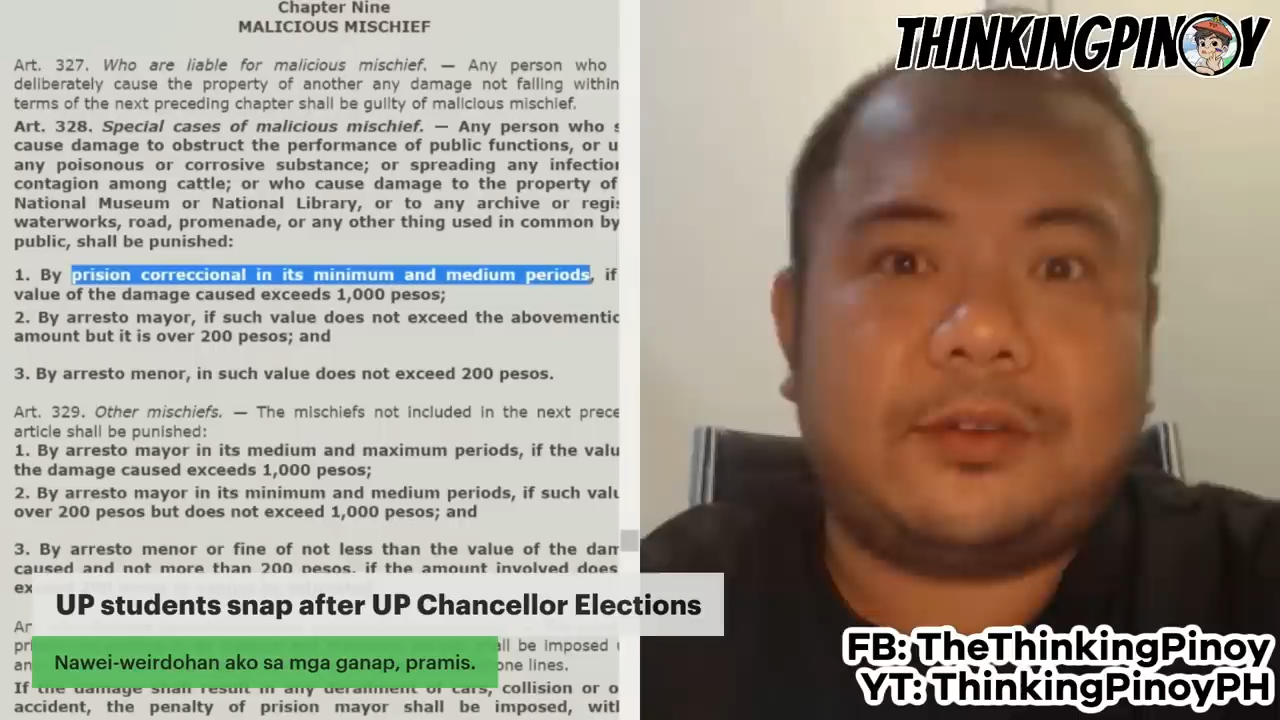 Chapter Nine
MALICIOUS MISCHIEF
Art. 327. Who are liable for malicious mischief. — Any person who
deliberately cause the property of another any damage not falling within
terms of the next preceding chapter shall be guilty of malicious mischief.
Art. 328. Special cases of malicious mischief. — Any person who
cause damage to obstruct the performance of public functions, or
any poisonous or corrosive substance; or spreading any
contagion among cattle; or who cause damage to the property of
National Museum or National Library, or to any archive or
waterworks, road, promenade, or any other thing used in common by
public, shall be punished:
1. By prision correccional in its minimum and medium periods, if
value of the damage caused exceeds 1,000 pesos;
2. By arresto mayor, if such value does not exceed the
amount but it is over 200 pesos; and
3. By arresto menor, in such value does not exceed 200 pesos.
Art. 329. Other mischiefs. — The mischiefs not included in the next
article shall be punished:
1. By arresto mayor in its medium and maximum periods, if the
the damage caused exceeds 1,000 pesos;
2. By arresto mayor in its minimum and medium periods, if such
over 200 pesos but does not exceed 1,000 pesos; and
3. By arresto menor or fine of not less than the value of the
caused and not more than 200 pesos, if the amount involved does
UP students snap after UP Chancellor Elections
be imposed
Nawei-weirdohan ako sa mga ganap, pramis.
lines.
If the damage shall result in any derailment of cars, collision or
accident, the penalty of prision mayor shall be imposed,
THINKINGPINOY
FB: TheThinkingPinoy
YT: ThinkingPinoyPH